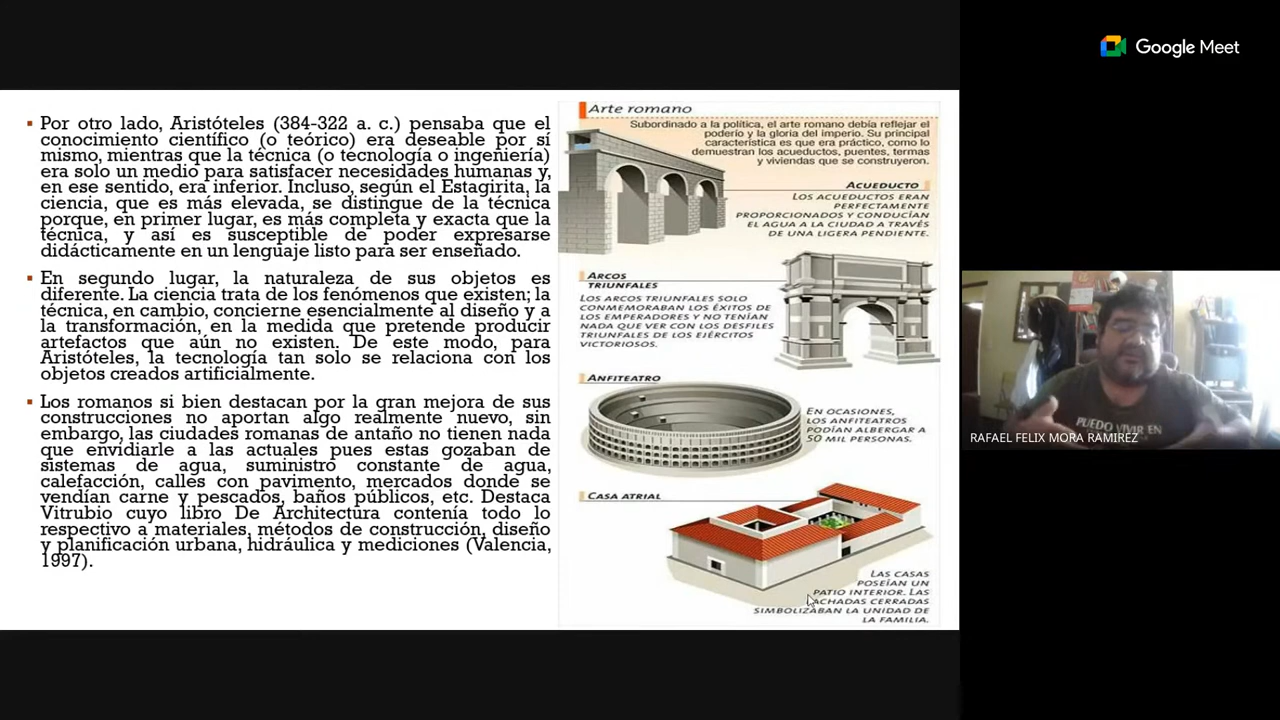 Google Meet
Por otro lado, Aristóteles (384-322 a. c.) pensaba que el
conocimiento científico (o teórico) era deseable por sí
mismo, mientras que la técnica (o tecnología o ingeniería)
era solo un medio para satisfacer necesidades humanas y,
en ese sentido, era inferior. Incluso, según el Estagirita, la
ciencia, que es más elevada, se distingue de la técnica
porque, en primer lugar, es más completa y exacta que la
técnica, y así es susceptible de poder expresarse
didácticamente en un lenguaje listo para ser enseñado.
En segundo lugar, la naturaleza de sus objetos es
diferente. La ciencia trata de los fenómenos que existen; la
técnica, en cambio, concierne esencialmente al diseño y a
la transformación, en la medida que pretende producir
artefactos que aún no existen. De este modo, para
Aristóteles, la tecnología tan solo se relaciona con los
objetos creados artificialmente.
Los romanos si bien destacan por la gran mejora de sus
construcciones no aportan algo realmente nuevo, sin
embargo, las ciudades romanas de antaño no tienen nada
que envidiarle a las actuales pues estas gozaban de
sistemas de agua, suministro constante de agua,
calefacción, calles con pavimento, mercados donde se
vendían carne y pescados, baños públicos, etc. Destaca
Vitrubio cuyo libro De Architectura contenía todo lo
respectivo a materiales, métodos de construcción, diseño
y planificación urbana, hidráulica y mediciones (Valencia,
1997).
Arte romano
Subordinado a la política, el arte romano debía reflejar el
poderío y la gloria del imperio. Su principal
característica es que era práctico, como lo
demuestran los acueductos, puentes, termas
y viviendas que se construyeron.
ACUEDUCTO
LOS ACUEDUCTOS ERAN
PERFECTAMENTE
PROPORCIONADOS Y CONDUCÍAN
EL AGUA A LA CIUDAD A TRAVÉS
DE UNA LIGERA PENDIENTE.
ARCOS
TRIUNFALES
LOS ARCOS TRIUNFALES SOLO
CONMEMORABAN LOS ÉXITOS DE
LOS EMPERADORES Y NO TENÍAN
NADA QUE VER CON LOS DESFILES
TRIUNFALES DE LOS EJÉRCITOS
VICTORIOSOS.
ANFITEATRO
EN OCASIONES,
LOS ANFITEATROS
PODÍAN ALBERGAR A
50 MIL PERSONAS.
CASA ATRIAL
LAS CASAS
POSEÍAN UN
PATIO INTERIOR. LAS
FACHADAS CERRADAS
SIMBOLIZABAN LA UNIDAD DE
LA FAMILIA.
PUEDO VIVIR EN
RAFAEL FELIX MORA RAMIREZ